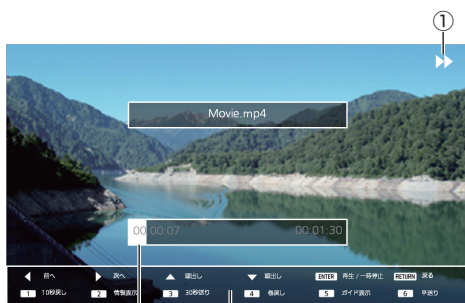 ①
Movie.mp4
00:00:07 00:01:30
前へ 次へ 頭出し 頭出し ENTER 再生/一時停止 RETURN 戻る
1 10秒戻し 2 情報表示 3 30秒送り 4 巻戻し 5 ガイド表示 6 早送り